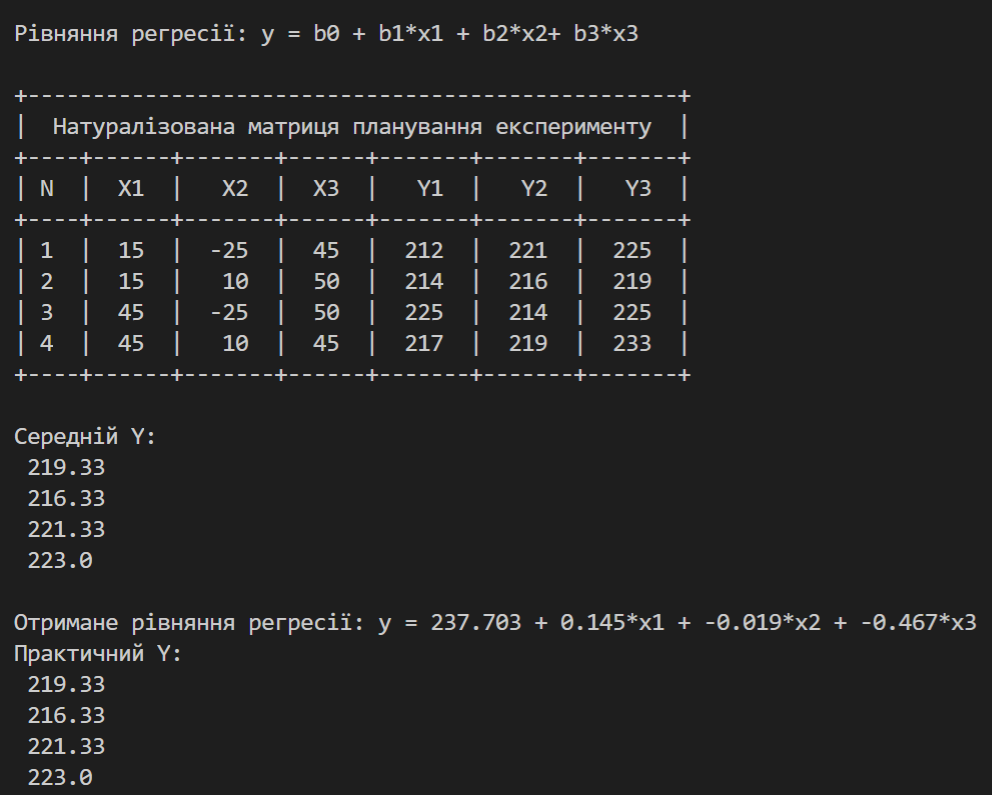 Рівняння регресії: y = b0 + b1*x1 + b2*x2+ b3*x3
+--------------------------------------------------+
|  Натуралізована матриця планування експерименту  |
+----+------+-------+------+-------+-------+-------+
| N  |  X1  |   X2  |  X3  |   Y1  |   Y2  |   Y3  |
+----+------+-------+------+-------+-------+-------+
| 1  |  15  |  -25  |  45  |  212  |  221  |  225  |
| 2  |  15  |   10  |  50  |  214  |  216  |  219  |
| 3  |  45  |  -25  |  50  |  225  |  214  |  225  |
| 4  |  45  |   10  |  45  |  217  |  219  |  233  |
+----+------+-------+------+-------+-------+-------+
Середній Y:
219.33
216.33
221.33
223.0
Отримане рівняння регресії: y = 237.703 + 0.145*x1 + -0.019*x2 + -0.467*x3
Практичний Y:
219.33
216.33
221.33
223.0